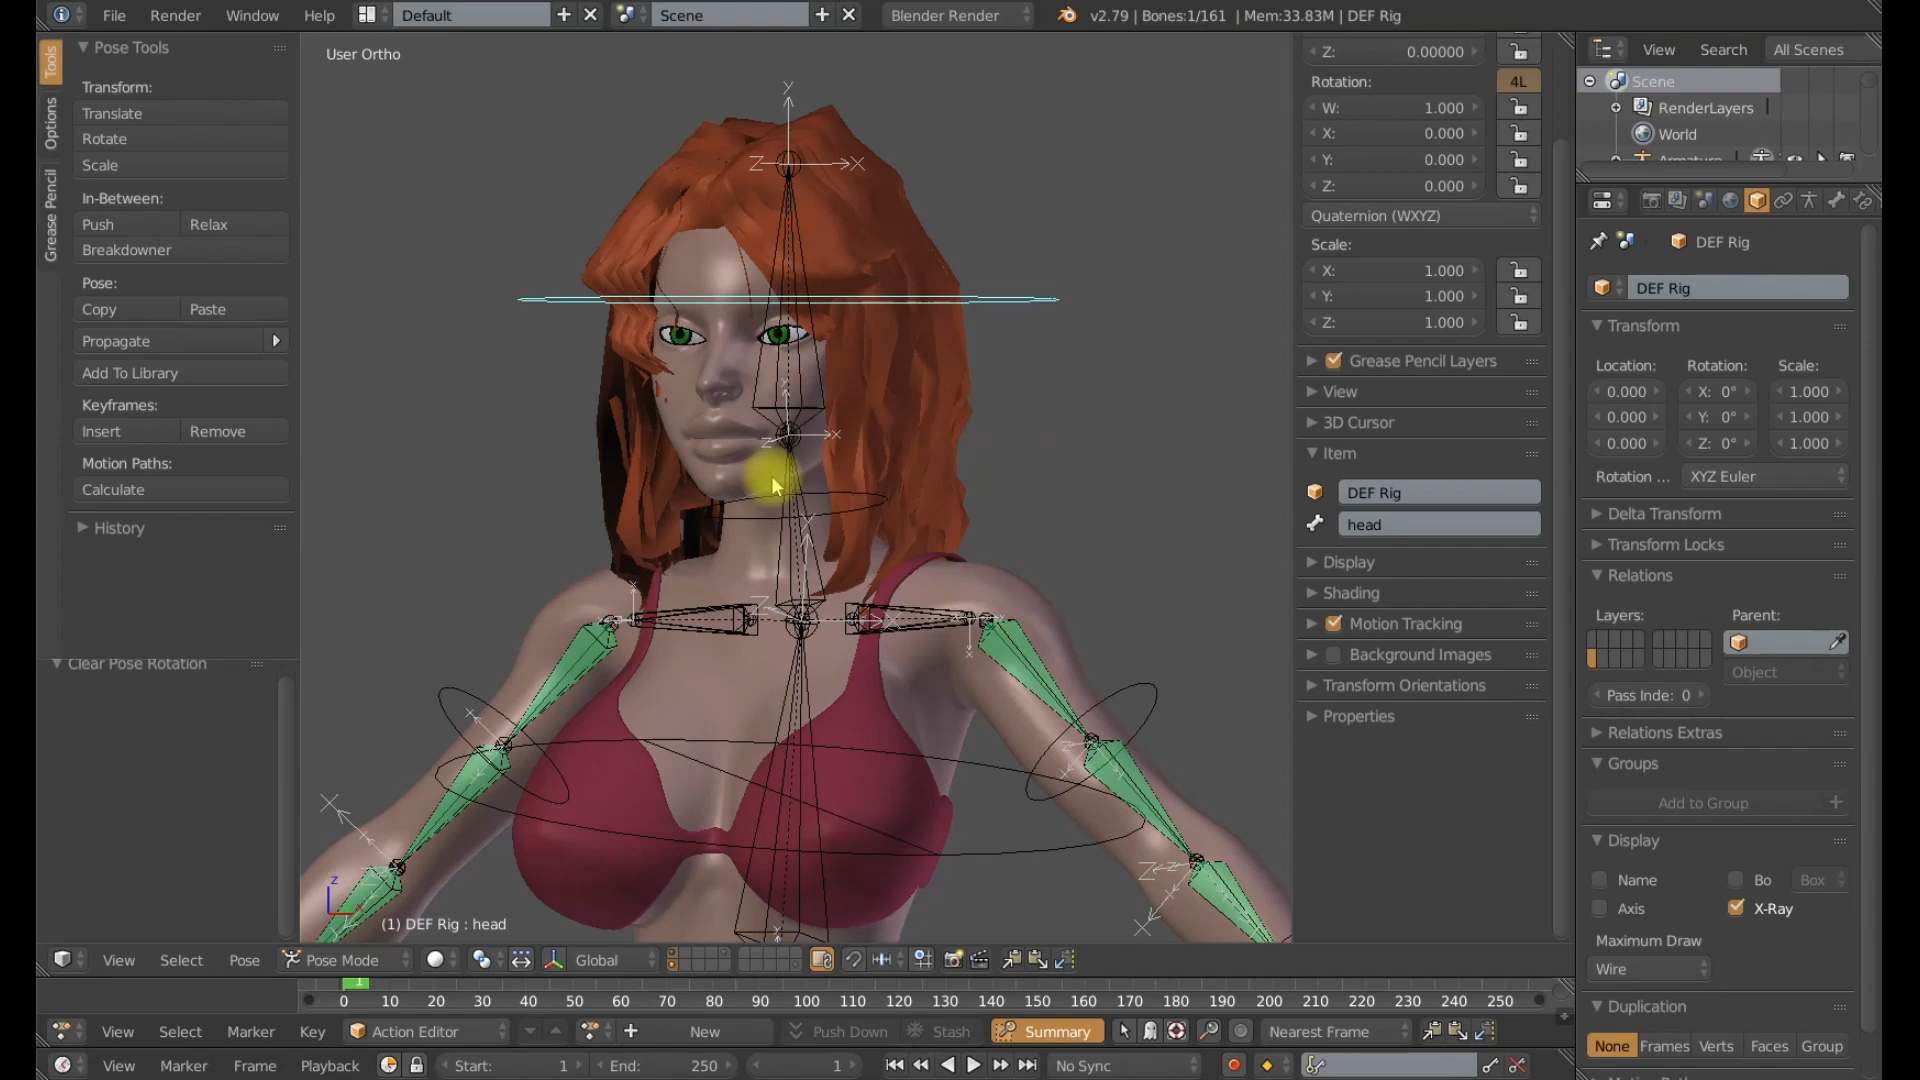 File Render Window Help Default Scene Blender Render v2.79 | Bones:1/161 | Mem:33.83M | DEF Rig
Tools
Options
Grease Pencil
Pose Tools
Transform:
Translate
Rotate
Scale
In-Between:
Push Relax
Breakdowner
Pose:
Copy Paste
Propagate
Add To Library
Keyframes:
Insert Remove
Motion Paths:
Calculate
History
Clear Pose Rotation
User Ortho
(1) DEF Rig : head
Z: 0.00000
Rotation: 4L
W: 1.000
X: 0.000
Y: 0.000
Z: 0.000
Quaternion (WXYZ)
Scale:
X: 1.000
Y: 1.000
Z: 1.000
Grease Pencil Layers
View
3D Cursor
Item
DEF Rig
head
Display
Shading
Motion Tracking
Background Images
Transform Orientations
Properties
View Search All Scenes
Scene
RenderLayers
World
Armature
DEF Rig
DEF Rig
Transform
Location: Rotation: Scale:
0.000 X: 0° 1.000
0.000 Y: 0° 1.000
0.000 Z: 0° 1.000
Rotation ... XYZ Euler
Delta Transform
Transform Locks
Relations
Layers: Parent:
Object
Pass Inde: 0
Relations Extras
Groups
Add to Group
Display
Name Bo Box
Axis X-Ray
Maximum Draw
Wire
Duplication
None Frames Verts Faces Group
View Select Pose Pose Mode Global
1
0 10 20 30 40 50 60 70 80 90 100 110 120 130 140 150 160 170 180 190 200 210 220 230 240 250
View Select Marker Key Action Editor New Push Down Stash Summary Nearest Frame
View Marker Frame Playback Start: 1 End: 250 1 No Sync